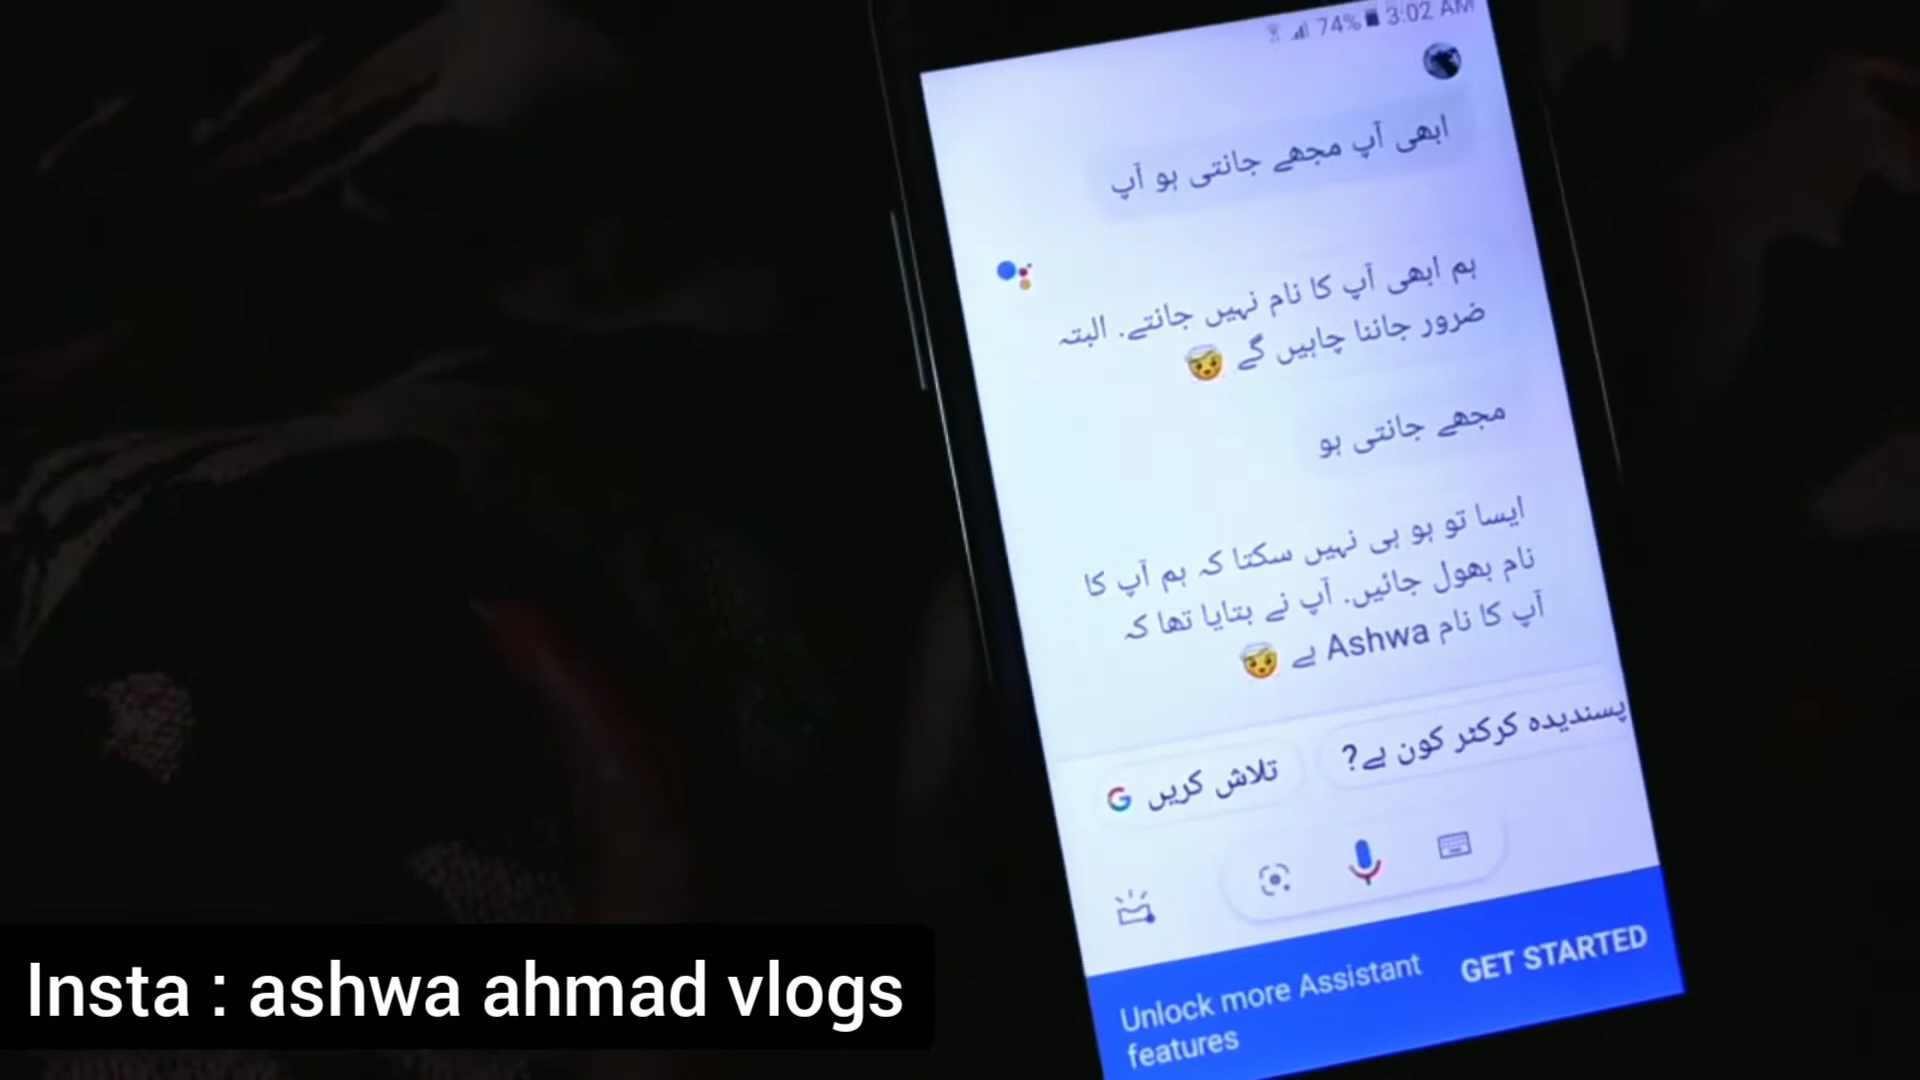 74% 3:02 AM
ابھی آپ مجھے جانتی ہو آپ
ہم ابھی آپ کا نام نہیں جانتے۔ البتہ
ضرور جاننا چاہیں گے 🤕
مجھے جانتی ہو
ایسا تو ہو ہی نہیں سکتا کہ ہم آپ کا
نام بھول جائیں۔ آپ نے بتایا تھا کہ
آپ کا نام Ashwa ہے 🤕
پسندیدہ کرکٹر کون ہے?
تلاش کریں
Unlock more Assistant
features
GET STARTED
Insta : ashwa ahmad vlogs